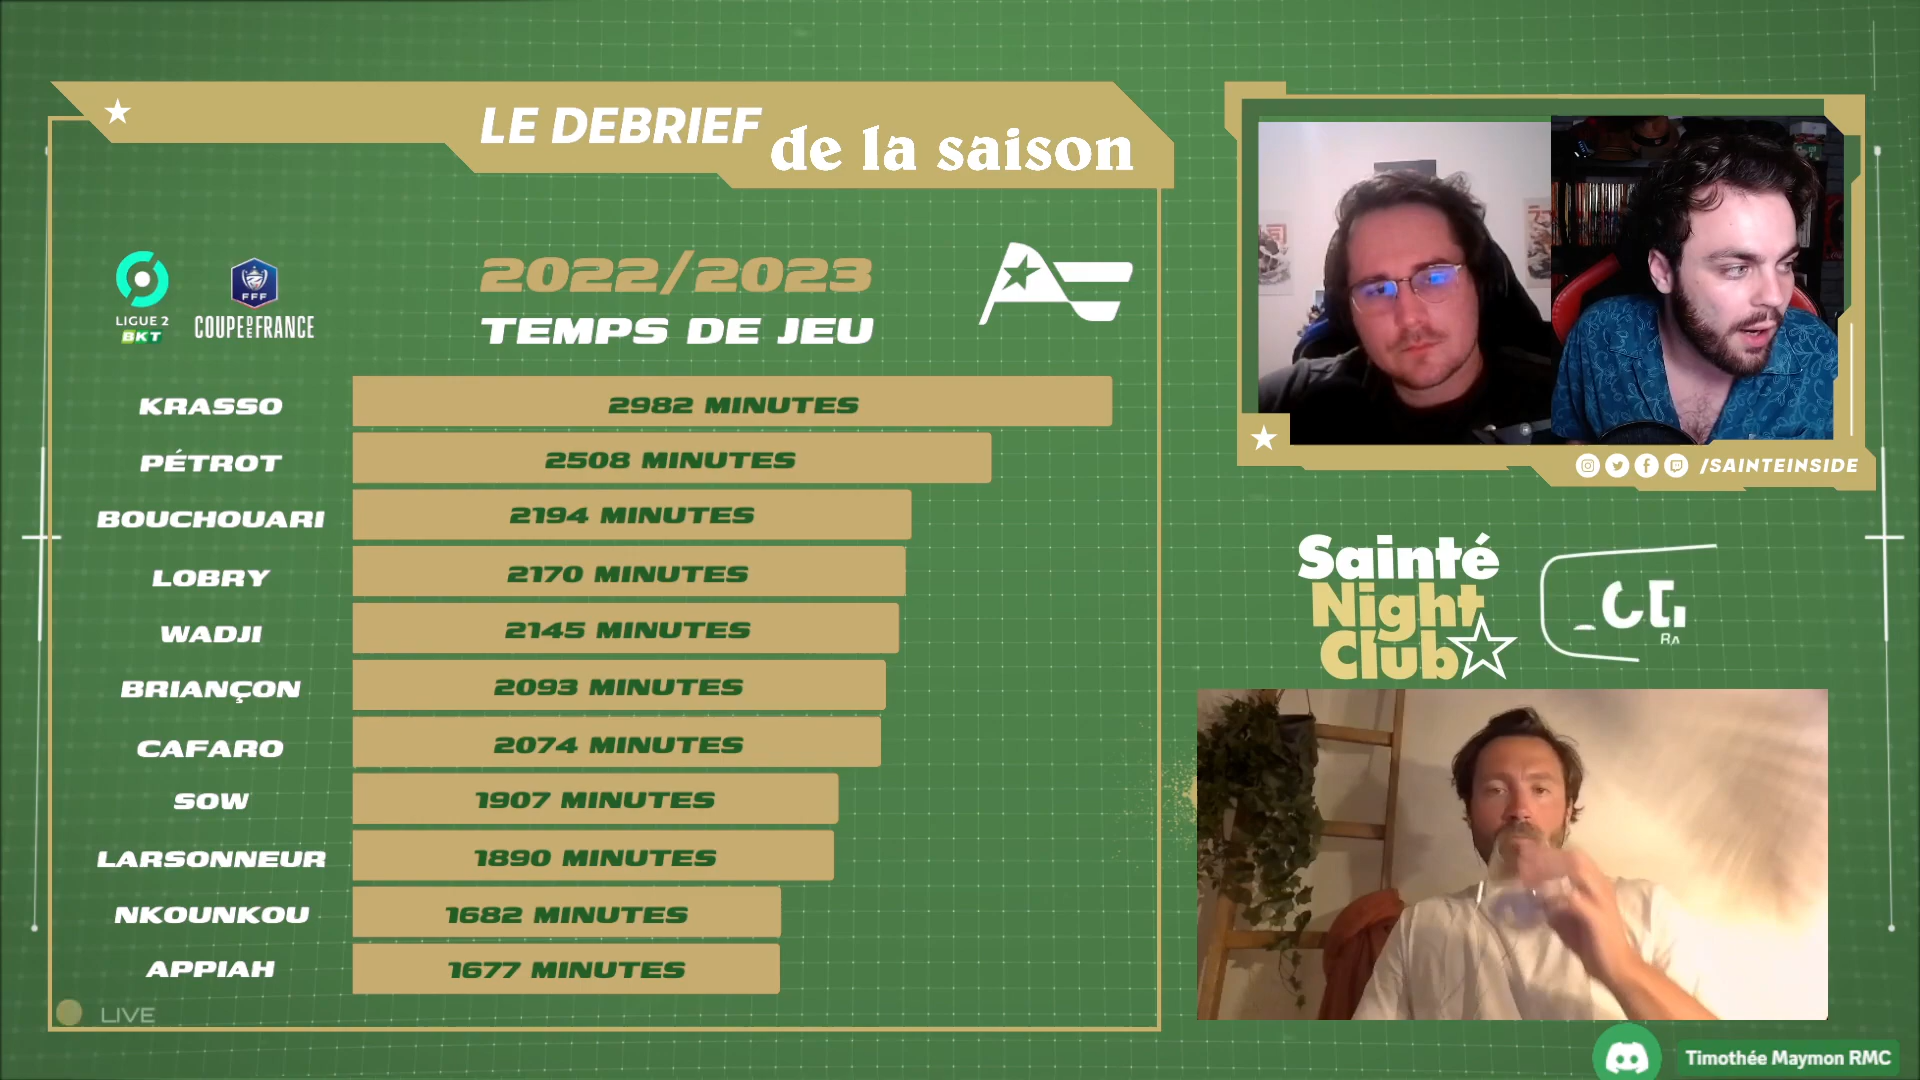 LE DEBRIEF
de la saison
2022/2023
TEMPS DE JEU
LIGUE 2
BKT
FFF
COUPE DE FRANCE
KRASSO 2982 MINUTES
PÉTROT 2508 MINUTES
BOUCHOUARI 2194 MINUTES
LOBRY 2170 MINUTES
WADJI 2145 MINUTES
BRIANÇON 2093 MINUTES
CAFARO 2074 MINUTES
SOW 1907 MINUTES
LARSONNEUR 1890 MINUTES
NKOUNKOU 1682 MINUTES
APPIAH 1677 MINUTES
LIVE
/SAINTEINSIDE
Sainté
Night
Club
Timothée Maymon RMC